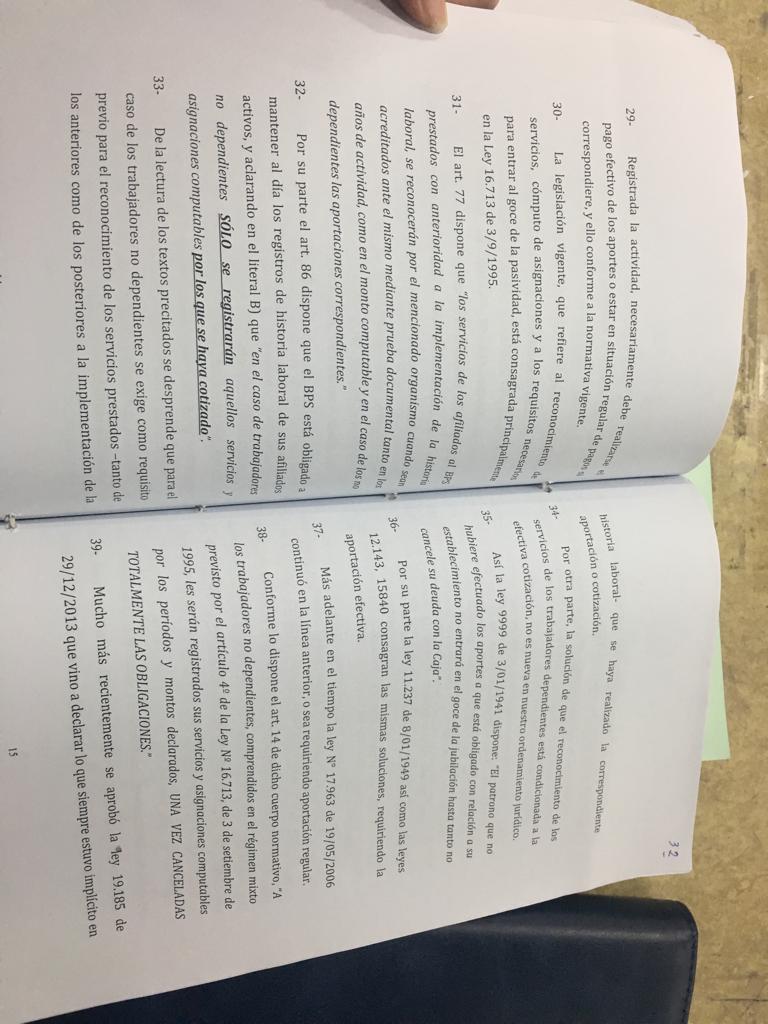 29- Registrada la actividad, necesariamente debe realizarse el
pago efectivo de los aportes o estar en situación regular de pagos si
correspondiere, y ello conforme a la normativa vigente.
30- La legislación vigente, que refiere al reconocimiento de
servicios, cómputo de asignaciones y a los requisitos necesarios
para entrar al goce de la pasividad, está consagrada principalmente
en la Ley 16.713 de 3/9/1995.
31- El art. 77 dispone que "los servicios de los afiliados al BPS
prestados con anterioridad a la implementación de la historia
laboral, se reconocerán por el mencionado organismo cuando sean
acreditados ante el mismo mediante prueba documental tanto en los
años de actividad, como en el monto computable y en el caso de los no
dependientes las aportaciones correspondientes."
32- Por su parte el art. 86 dispone que el BPS está obligado a
mantener al día los registros de historia laboral de sus afiliados
activos, y aclarando en el literal B) que "en el caso de trabajadores
no dependientes SÓLO se registrarán aquellos servicios y
asignaciones computables por los que se haya cotizado".
33- De la lectura de los textos precitados se desprende que para el
caso de los trabajadores no dependientes se exige como requisito
previo para el reconocimiento de los servicios prestados –tanto de
los anteriores como de los posteriores a la implementación de la
32
historia laboral- que se haya realizado la correspondiente
aportación o cotización.
34- Por otra parte, la solución de que el reconocimiento de los
servicios de los trabajadores dependientes está condicionada a la
efectiva cotización, no es nueva en nuestro ordenamiento jurídico.
35- Así la ley 9999 de 3/01/1941 dispone: "El patrono que no
hubiere efectuado los aportes a que está obligado con relación a su
establecimiento no entrará en el goce de la jubilación hasta tanto no
cancele su deuda con la Caja".
36- Por su parte la ley 11.237 de 8/01/1949 así como las leyes
12.143, 15840 consagran las mismas soluciones, requiriendo la
aportación efectiva.
37- Más adelante en el tiempo la ley N° 17.963 de 19/05/2006
continuó en la línea anterior, o sea requiriendo aportación regular.
38- Conforme lo dispone el art. 14 de dicho cuerpo normativo, "A
los trabajadores no dependientes, comprendidos en el régimen mixto
previsto por el artículo 4º de la Ley Nº 16.713, de 3 de setiembre de
1995, les serán registrados sus servicios y asignaciones computables
por los períodos y montos declarados, UNA VEZ CANCELADAS
TOTALMENTE LAS OBLIGACIONES."
39- Mucho más recientemente se aprobó la ley 19.185 de
29/12/2013 que vino a declarar lo que siempre estuvo implícito en
15